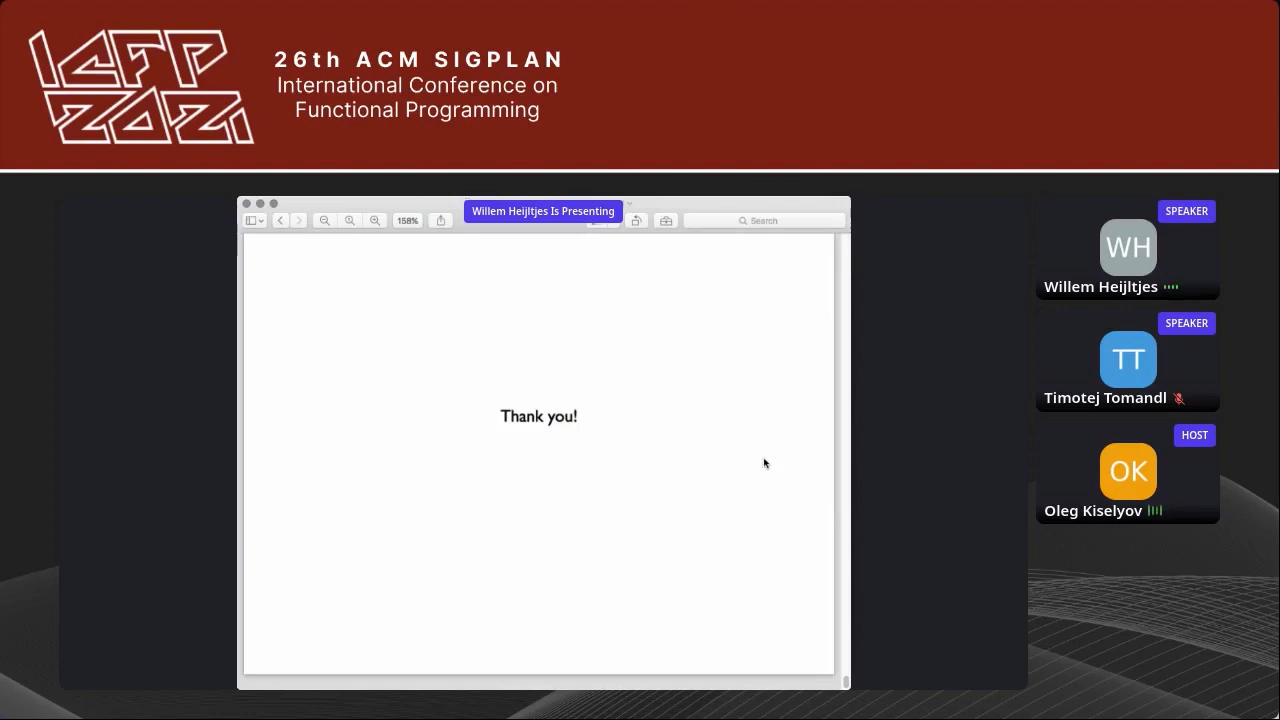 ICFP
2021
26th ACM SIGPLAN
International Conference on
Functional Programming
Willem Heijltjes Is Presenting
158%
Search
Thank you!
SPEAKER
WH
Willem Heijltjes
SPEAKER
TT
Timotej Tomandl
HOST
OK
Oleg Kiselyov